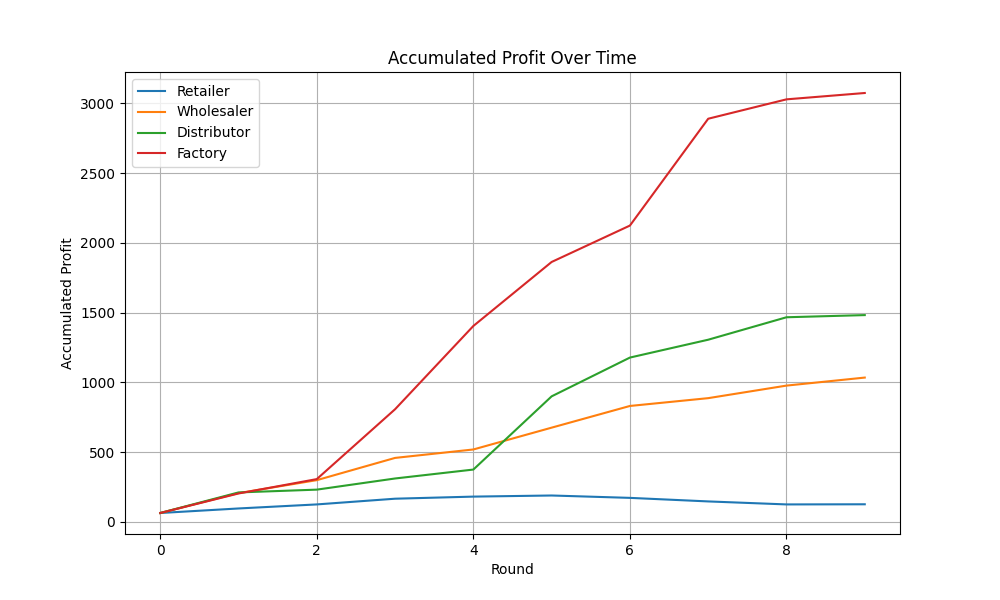 Accumulated Profit Over Time
Retailer
Wholesaler
Distributor
Factory
Accumulated Profit
3000
2500
2000
1500
1000
500
0
0 2 4 6 8
Round